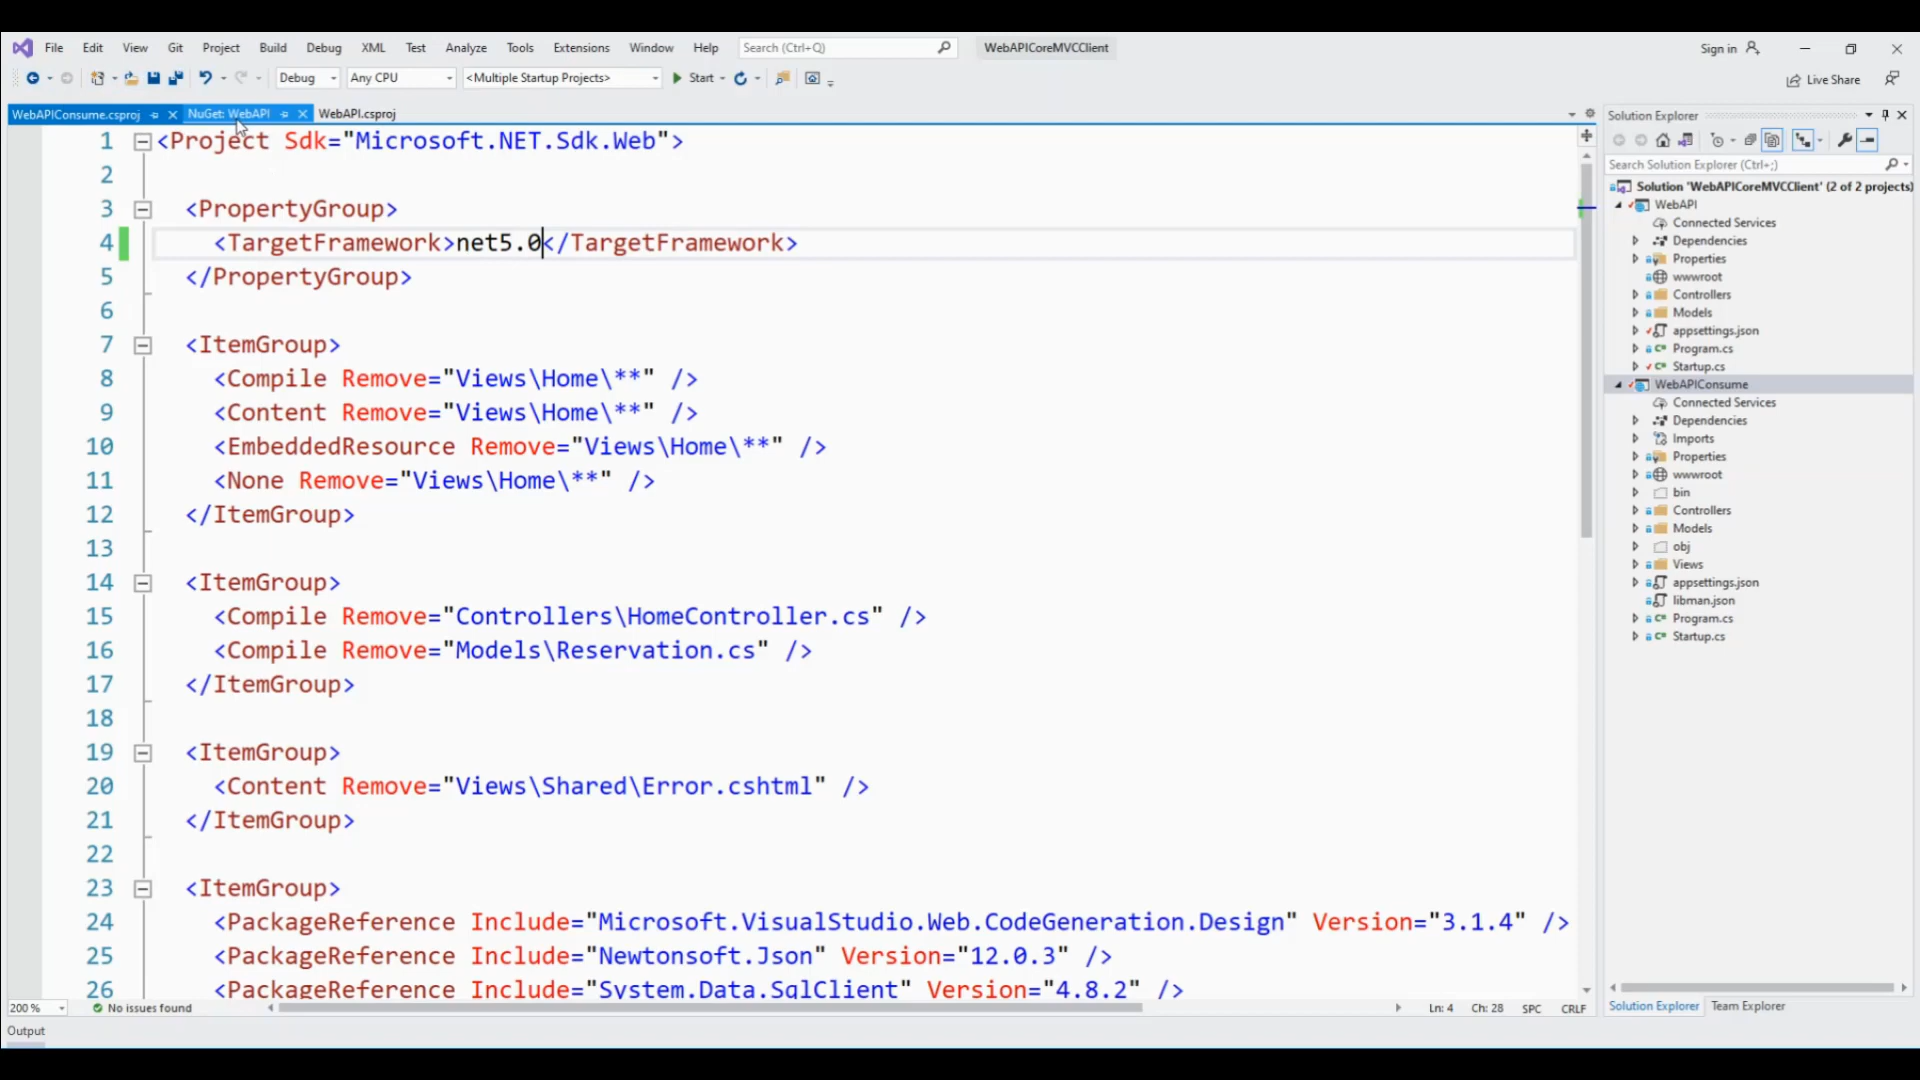 File Edit View Git Project Build Debug Test Analyze Tools Extensions Window Help Search (Ctrl+Q) WebAPICoreMVCClient Sign in
XML
Debug Any CPU <Multiple Startup Projects> Start Live Share
WebAPIConsume.csproj NuGet: WebAPI WebAPI.csproj
1 <Project Sdk="Microsoft.NET.Sdk.Web">
2
3 <PropertyGroup>
4 <TargetFramework>net5.0</TargetFramework>
5 </PropertyGroup>
6
7 <ItemGroup>
8 <Compile Remove="Views\Home\**" />
9 <Content Remove="Views\Home\**" />
10 <EmbeddedResource Remove="Views\Home\**" />
11 <None Remove="Views\Home\**" />
12 </ItemGroup>
13
14 <ItemGroup>
15 <Compile Remove="Controllers\HomeController.cs" />
16 <Compile Remove="Models\Reservation.cs" />
17 </ItemGroup>
18
19 <ItemGroup>
20 <Content Remove="Views\Shared\Error.cshtml" />
21 </ItemGroup>
22
23 <ItemGroup>
24 <PackageReference Include="Microsoft.VisualStudio.Web.CodeGeneration.Design" Version="3.1.4" />
25 <PackageReference Include="Newtonsoft.Json" Version="12.0.3" />
26 <PackageReference Include="System.Data.SqlClient" Version="4.8.2" />
200 % No issues found Ln: 4 Ch: 28 SPC CRLF
Output
Solution Explorer
Search Solution Explorer (Ctrl+;)
Solution 'WebAPICoreMVCClient' (2 of 2 projects)
WebAPI
Connected Services
Dependencies
Properties
wwwroot
Controllers
Models
appsettings.json
C# Program.cs
C# Startup.cs
WebAPIConsume
Connected Services
Dependencies
Imports
Properties
wwwroot
bin
Controllers
Models
obj
Views
appsettings.json
libman.json
C# Program.cs
C# Startup.cs
Solution Explorer Team Explorer